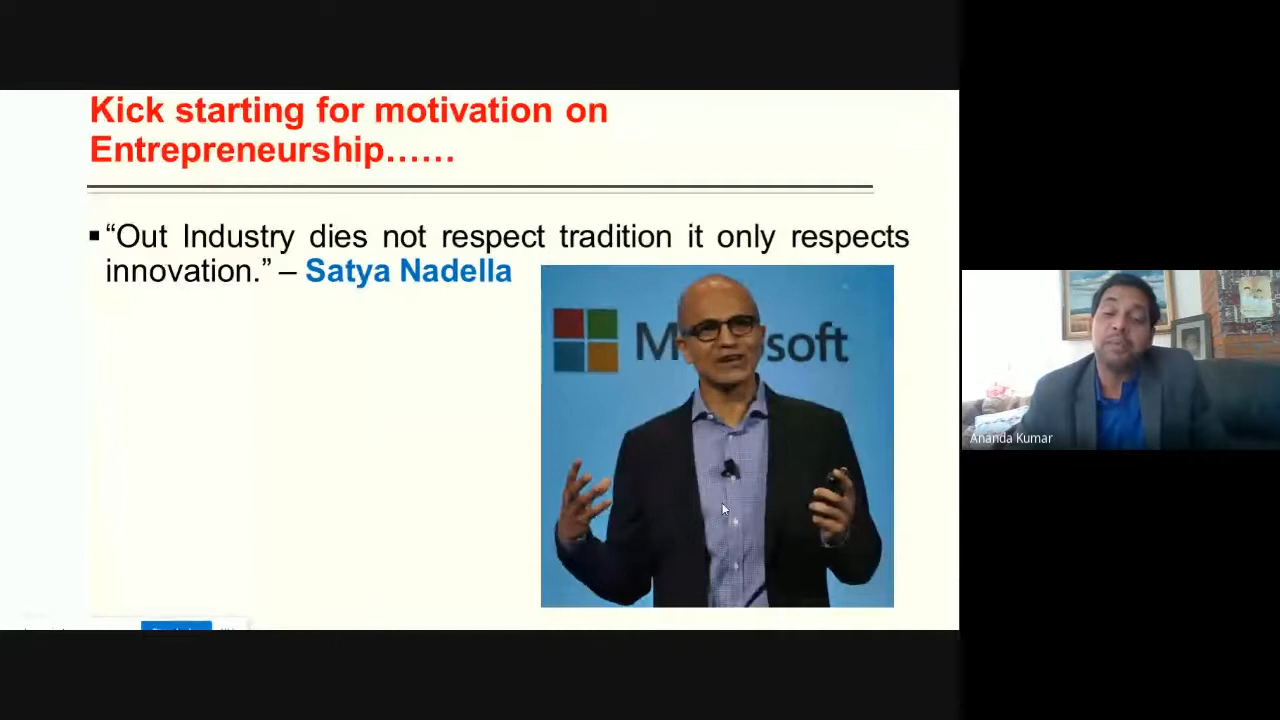 Kick starting for motivation on
Entrepreneurship……
▪“Out Industry dies not respect tradition it only respects
innovation.” – Satya Nadella
Microsoft
Ananda Kumar